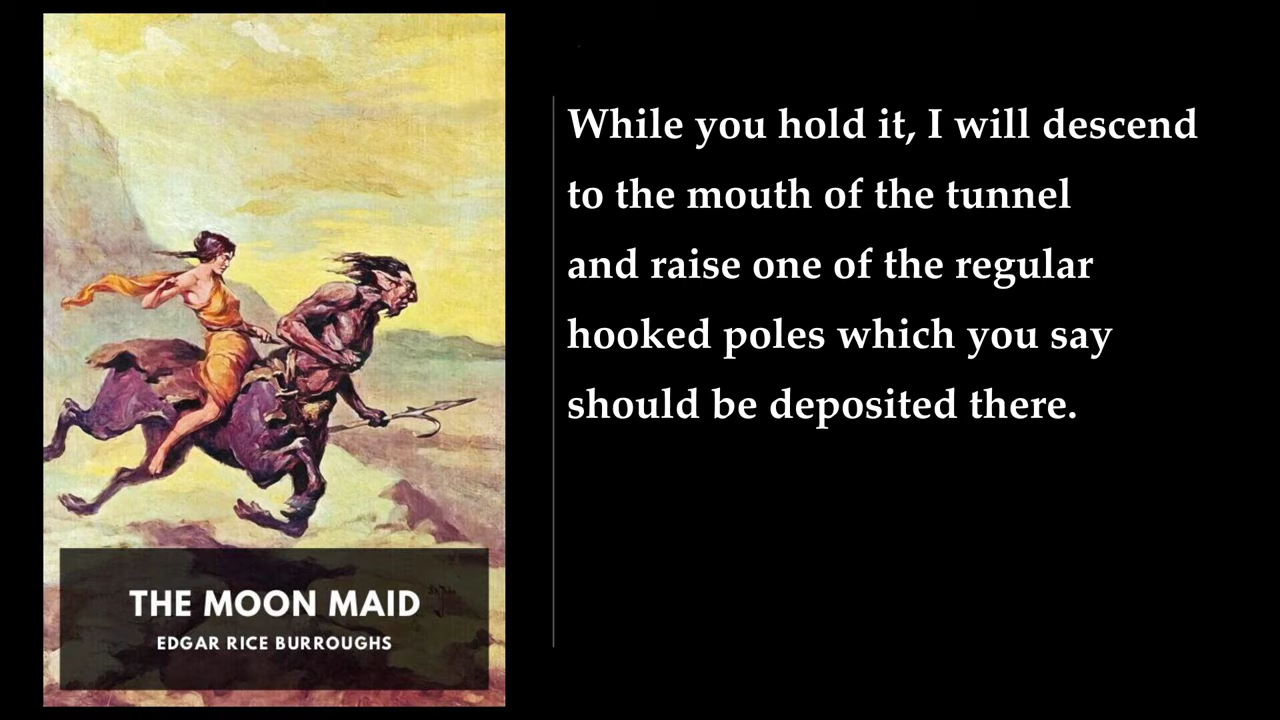 While you hold it, I will descend
to the mouth of the tunnel
and raise one of the regular
hooked poles which you say
should be deposited there.
THE MOON MAID
EDGAR RICE BURROUGHS